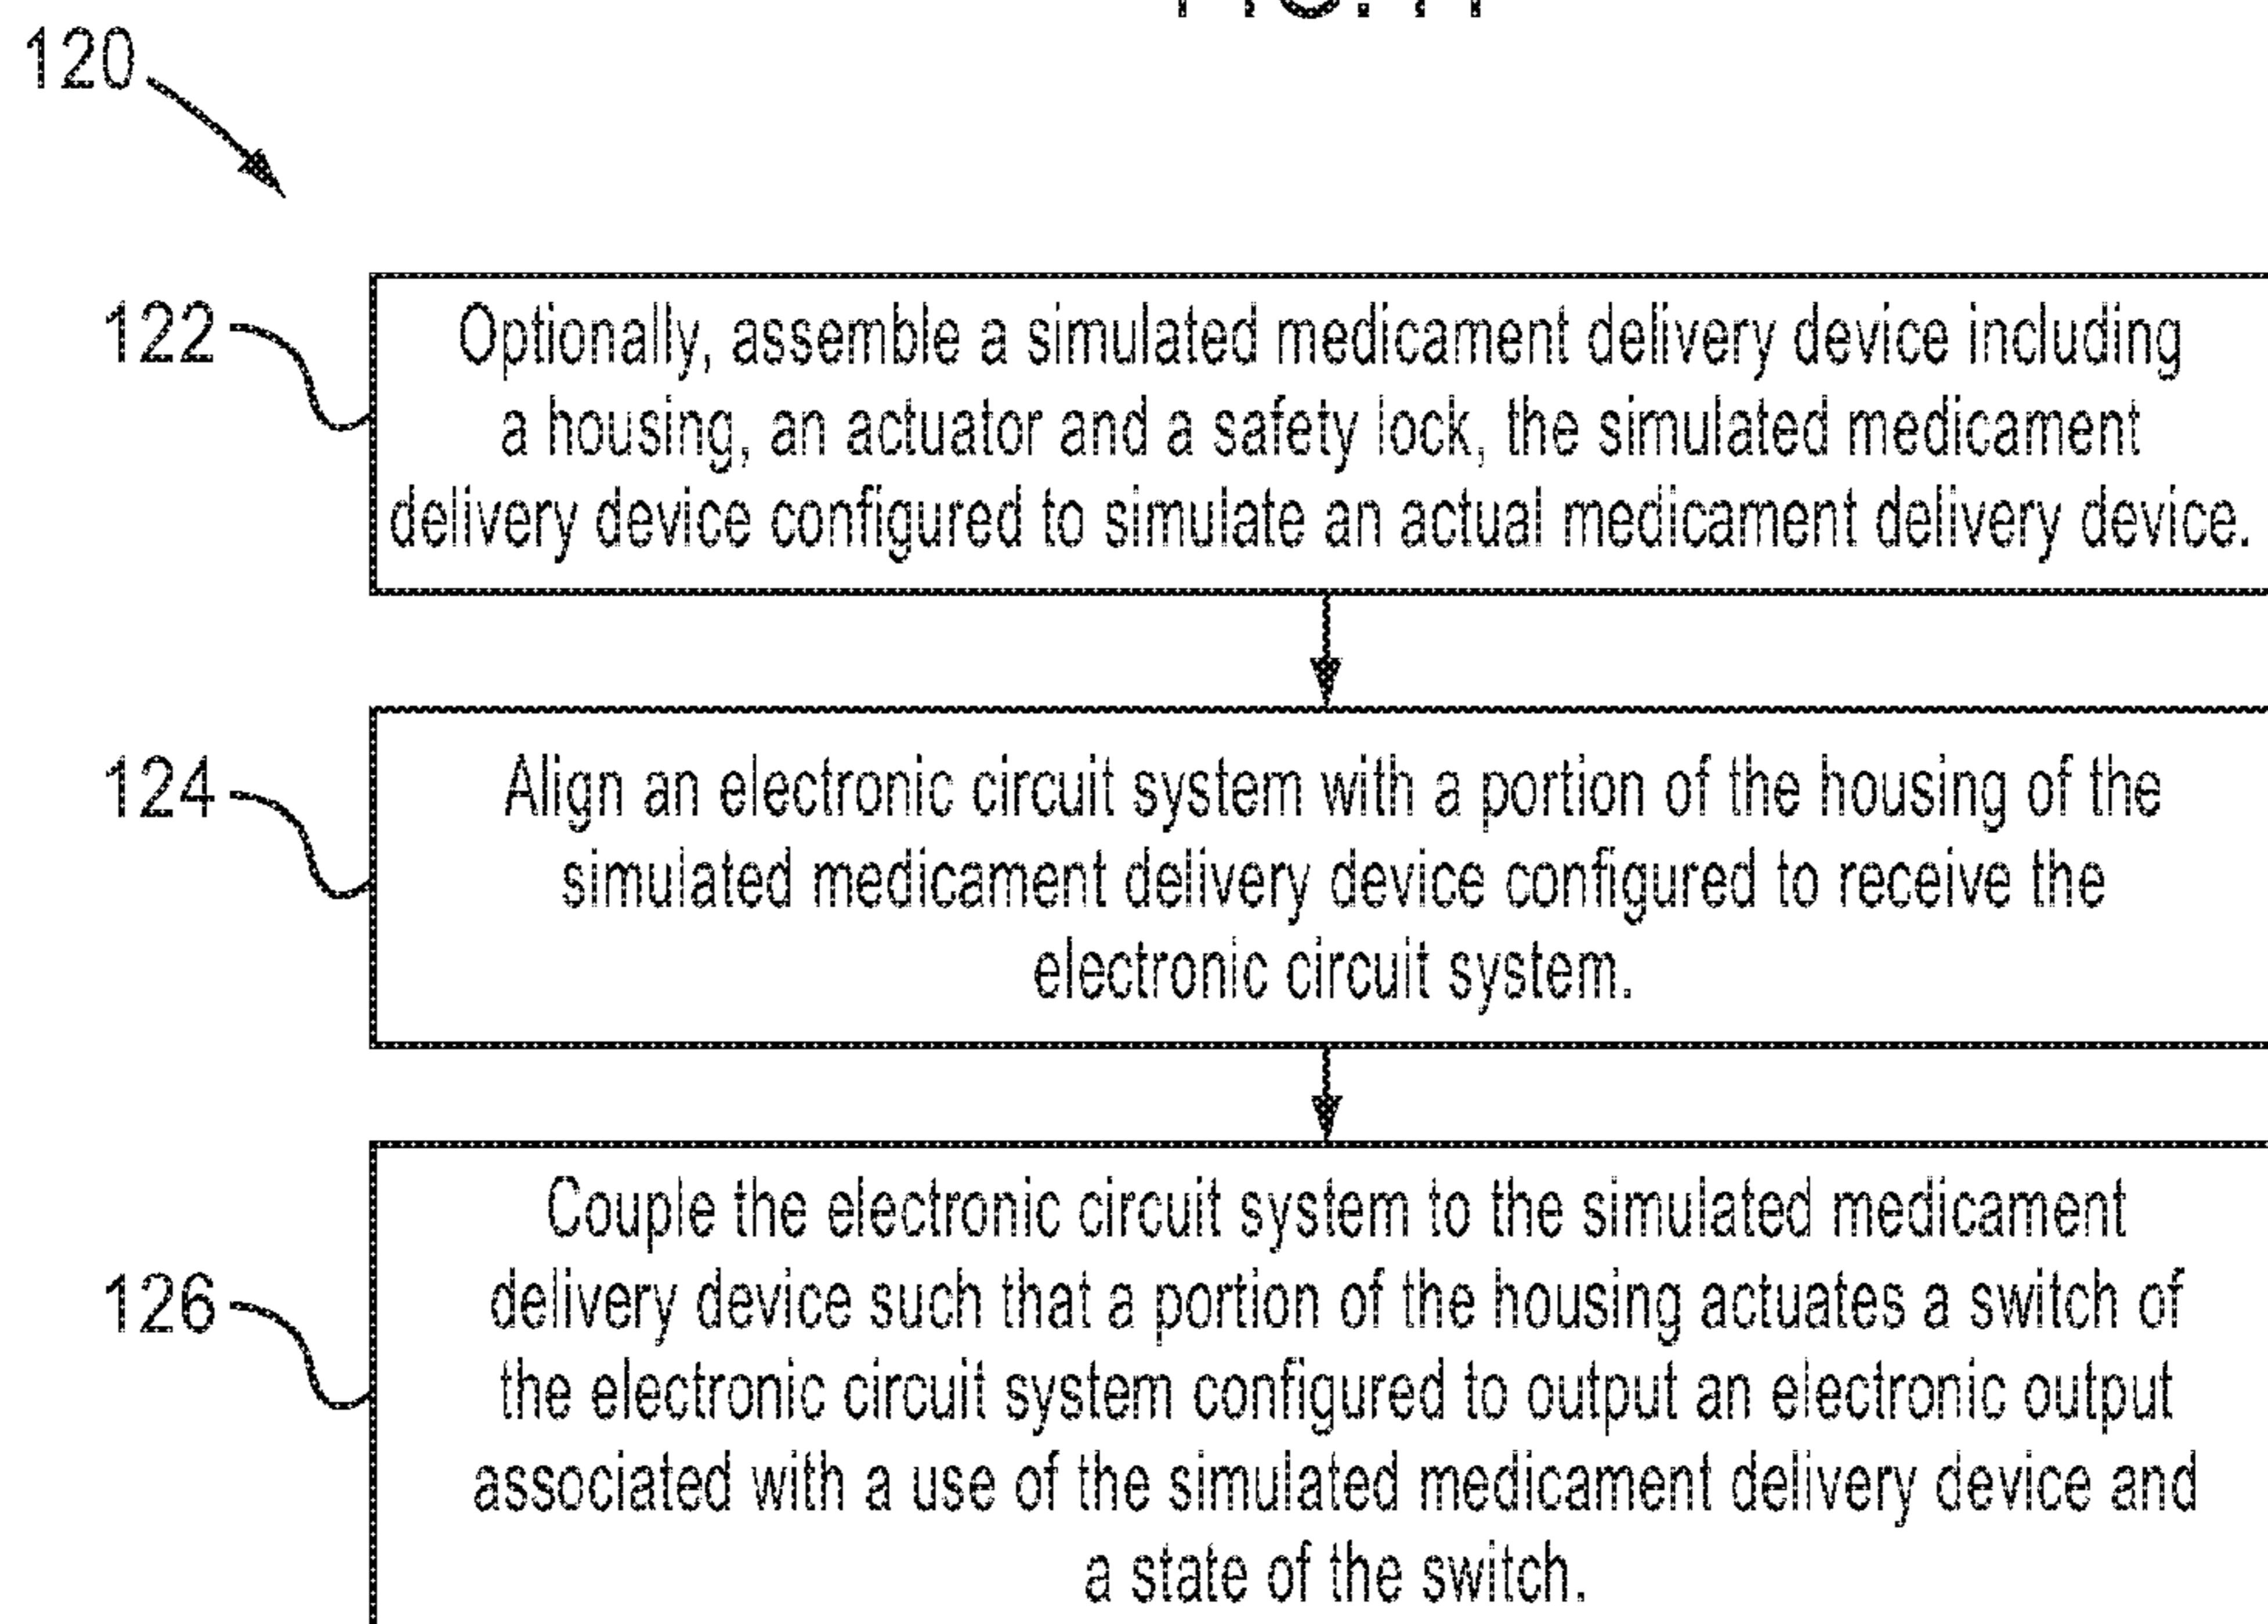 120
122
Optionally, assemble a simulated medicament delivery device including
a housing, an actuator and a safety lock, the simulated medicament
delivery device configured to simulate an actual medicament delivery device.
124
Align an electronic circuit system with a portion of the housing of the
simulated medicament delivery device configured to receive the
electronic circuit system.
126
Couple the electronic circuit system to the simulated medicament
delivery device such that a portion of the housing actuates a switch of
the electronic circuit system configured to output an electronic output
associated with a use of the simulated medicament delivery device and
a state of the switch.